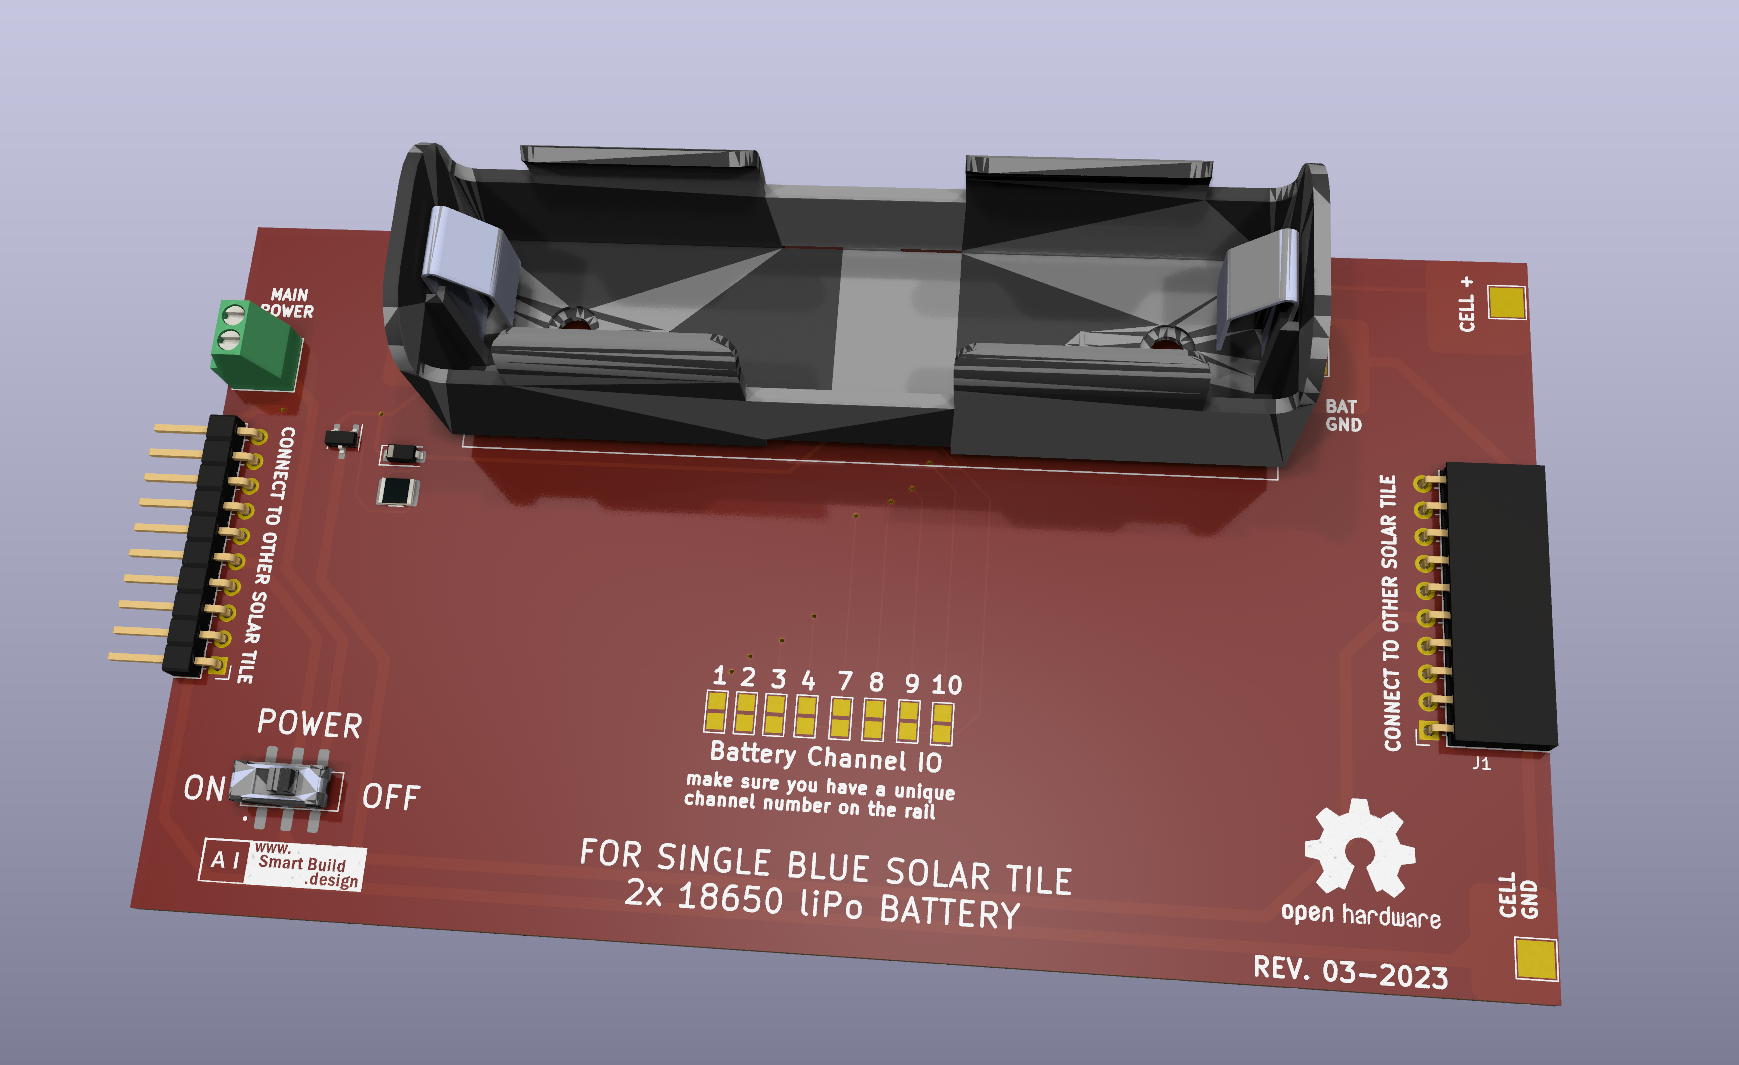 MAIN
POWER
CELL +
BAT
GND
CONNECT TO OTHER SOLAR TILE
CONNECT TO OTHER SOLAR TILE
J1
1 2 3 4 7 8 9 10
Battery Channel IO
make sure you have a unique
channel number on the rail
POWER
ON OFF
AI
www.
Smart Build
.design
FOR SINGLE BLUE SOLAR TILE
2x 18650 liPo BATTERY
open hardware
CELL
GND
REV. 03-2023